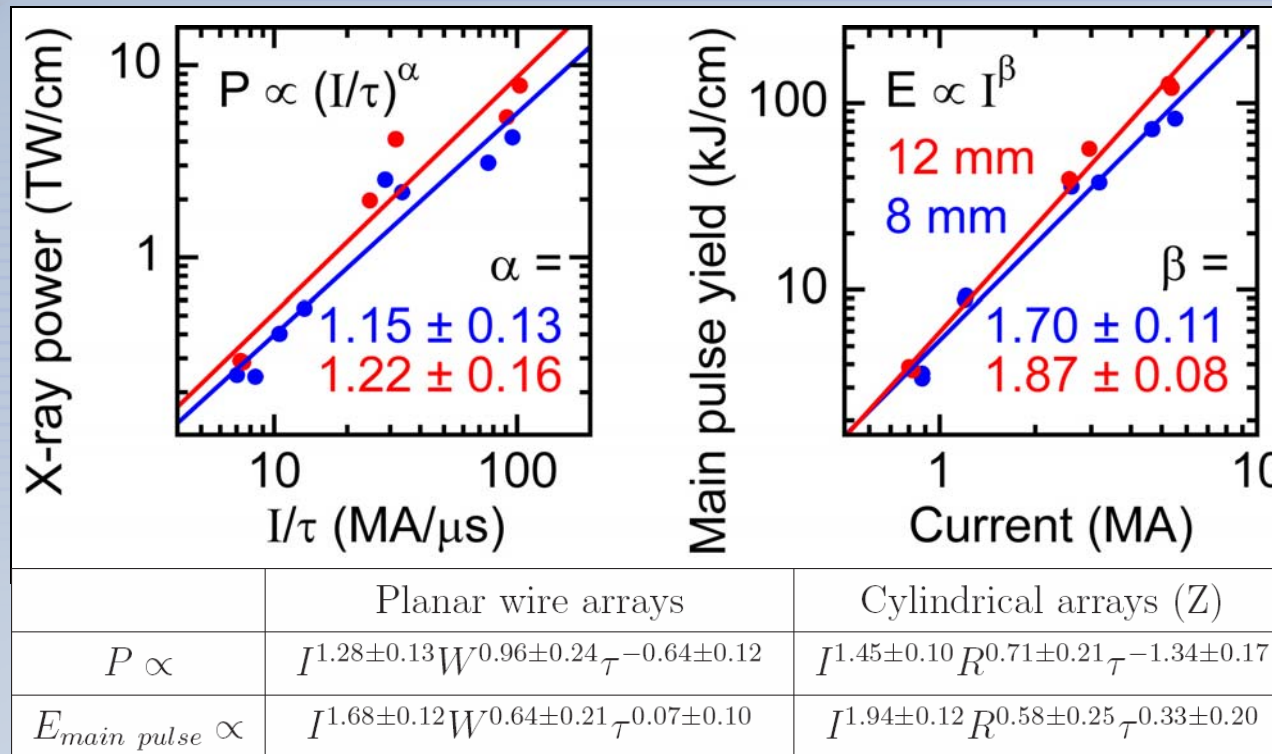 X-ray power (TW/cm)
10
1
P ∝ (I/τ)^α
α =
1.15 ± 0.13
1.22 ± 0.16
10 100
I/τ (MA/μs)
Main pulse yield (kJ/cm)
100
10
E ∝ I^β
12 mm
8 mm
β =
1.70 ± 0.11
1.87 ± 0.08
1 10
Current (MA)
Planar wire arrays Cylindrical arrays (Z)
P ∝ I^{1.28±0.13}W^{0.96±0.24}τ^{-0.64±0.12} I^{1.45±0.10}R^{0.71±0.21}τ^{-1.34±0.17}
E_{main pulse} ∝ I^{1.68±0.12}W^{0.64±0.21}τ^{0.07±0.10} I^{1.94±0.12}R^{0.58±0.25}τ^{0.33±0.20}